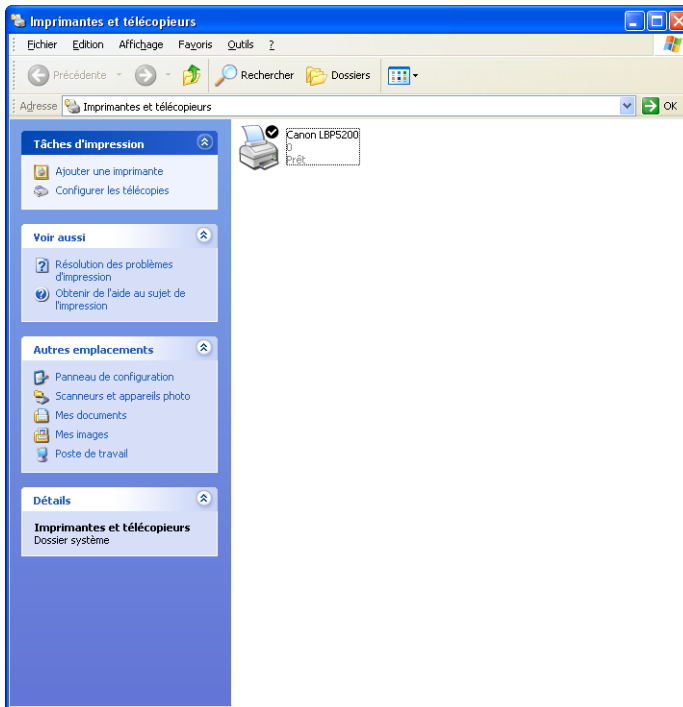 Imprimantes et télécopieurs
Fichier Edition Affichage Favoris Outils ?
Précédente Rechercher Dossiers
Adresse Imprimantes et télécopieurs OK
Tâches d'impression
Ajouter une imprimante
Configurer les télécopies
Voir aussi
Résolution des problèmes
d'impression
Obtenir de l'aide au sujet de
l'impression
Autres emplacements
Panneau de configuration
Scanneurs et appareils photo
Mes documents
Mes images
Poste de travail
Détails
Imprimantes et télécopieurs
Dossier système
Canon LBP5200
0
Prêt